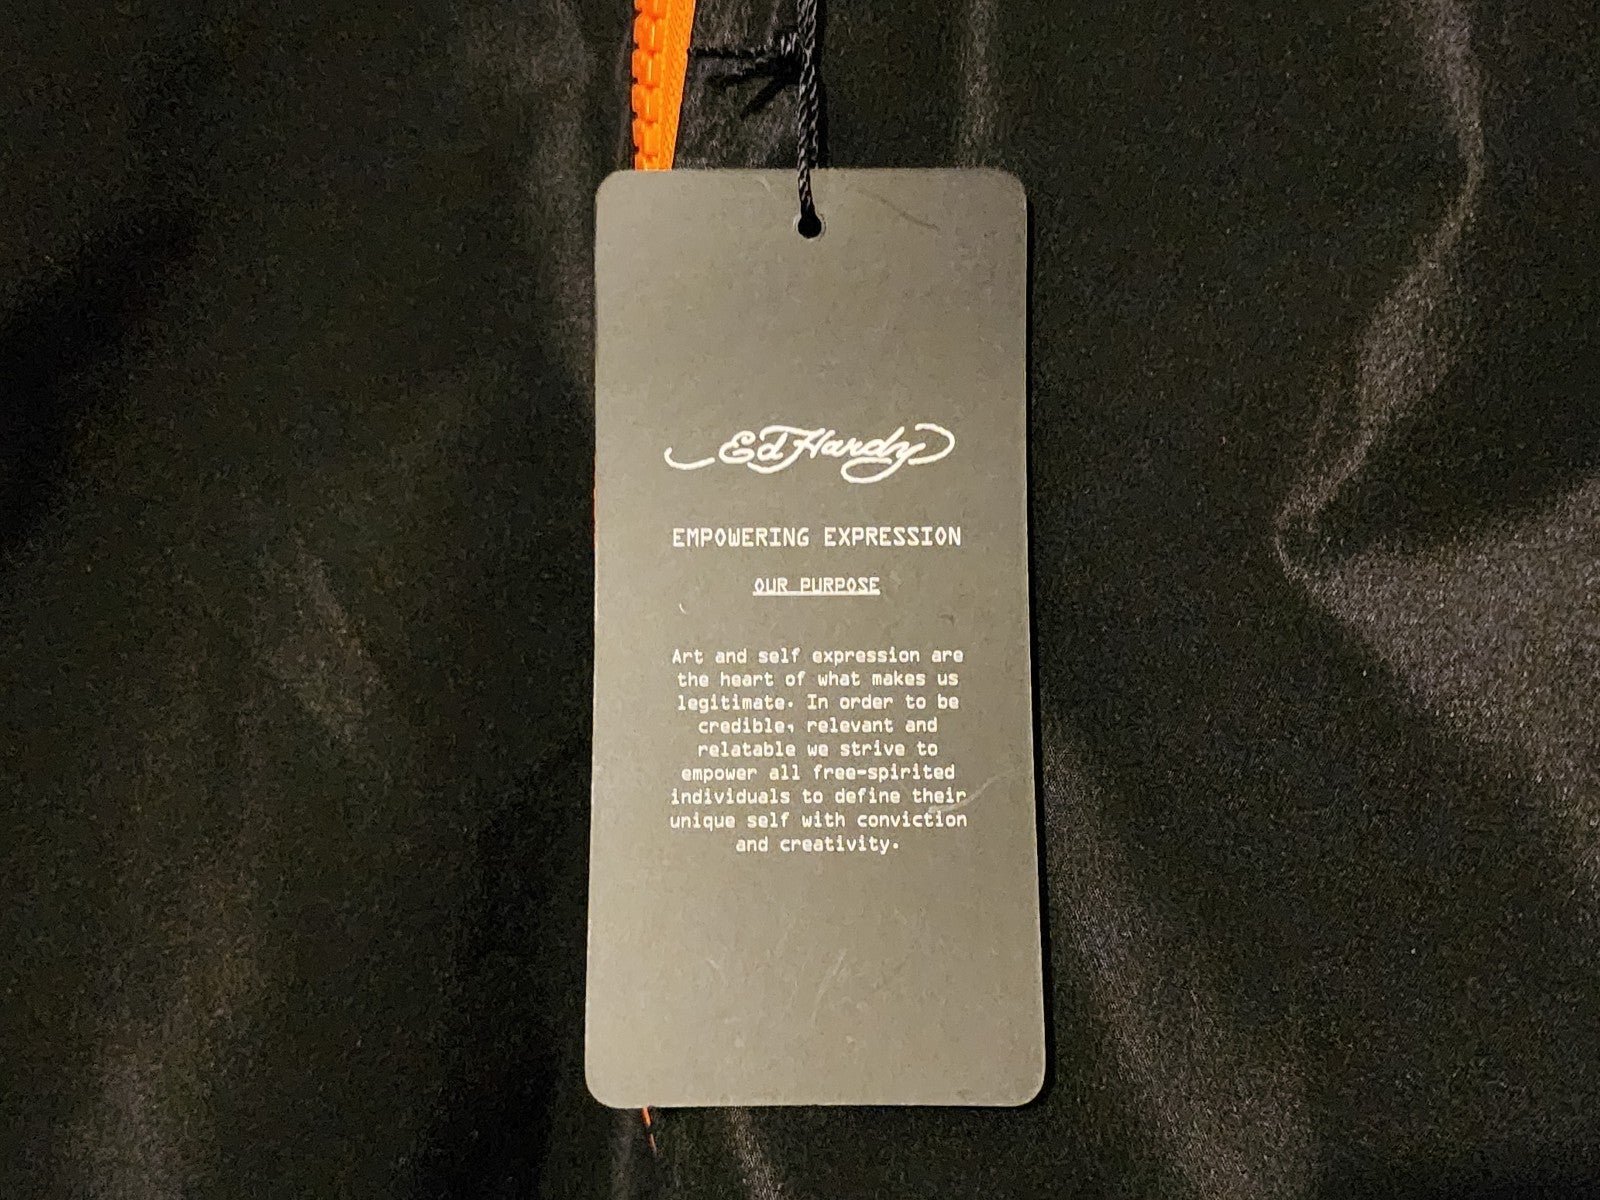 Ed Hardy
EMPOWERING EXPRESSION
OUR PURPOSE
Art and self expression are
the heart of what makes us
legitimate. In order to be
credible, relevant and
relatable we strive to
empower all free-spirited
individuals to define their
unique self with conviction
and creativity.